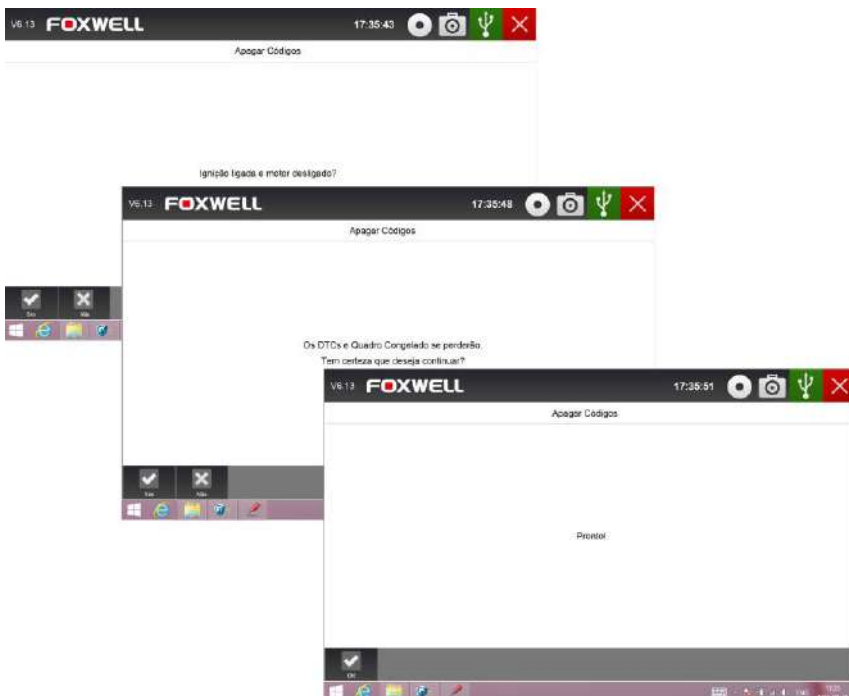 V6.13 FOXWELL 17:35:43
Apagar Códigos
Ignição ligada e motor desligado?
V6.13 FOXWELL 17:35:48
Apagar Códigos
Os DTCs e Quadro Congelado se perderão.
Tem certeza que deseja continuar?
V6.13 FOXWELL 17:35:51
Apagar Códigos
Pronto!
OK